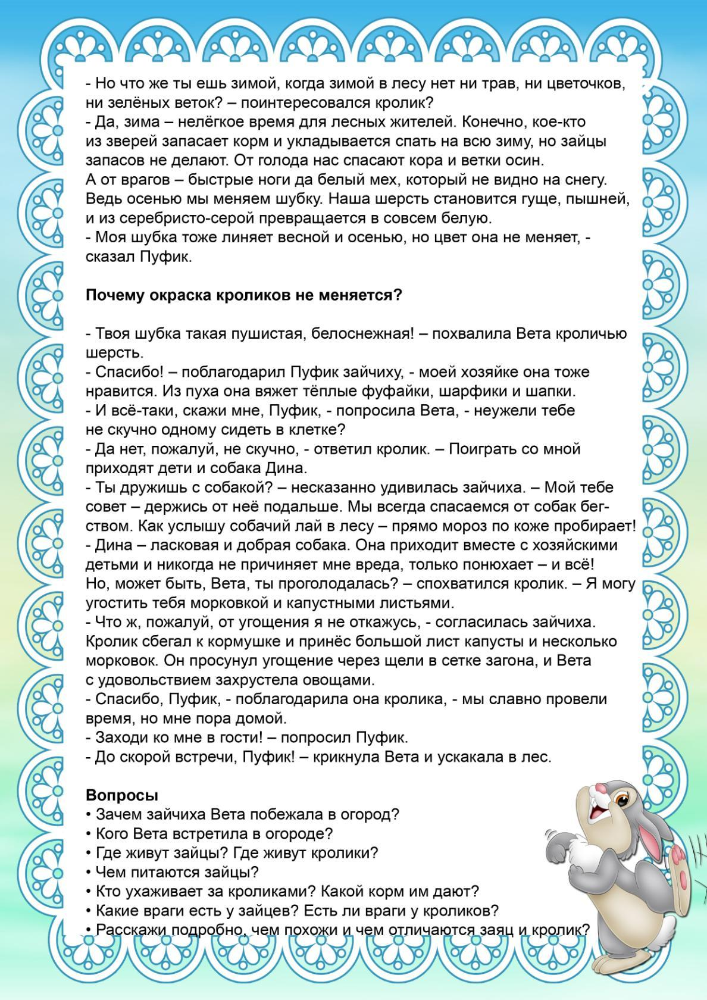 - Но что же ты ешь зимой, когда зимой в лесу нет ни трав, ни цветочков,
ни зелёных веток? – поинтересовался кролик?
- Да, зима – нелёгкое время для лесных жителей. Конечно, кое-кто
из зверей запасает корм и укладывается спать на всю зиму, но зайцы
запасов не делают. От голода нас спасают кора и ветки осин.
А от врагов – быстрые ноги да белый мех, который не видно на снегу.
Ведь осенью мы меняем шубку. Наша шерсть становится гуще, пышней,
и из серебристо-серой превращается в совсем белую.
- Моя шубка тоже линяет весной и осенью, но цвет она не меняет, -
сказал Пуфик.
Почему окраска кроликов не меняется?
- Твоя шубка такая пушистая, белоснежная! – похвалила Вета кроличью
шерсть.
- Спасибо! – поблагодарил Пуфик зайчиху, - моей хозяйке она тоже
нравится. Из пуха она вяжет тёплые фуфайки, шарфики и шапки.
- И всё-таки, скажи мне, Пуфик, - попросила Вета, - неужели тебе
не скучно одному сидеть в клетке?
- Да нет, пожалуй, не скучно, - ответил кролик. – Поиграть со мной
приходят дети и собака Дина.
- Ты дружишь с собакой? – несказанно удивилась зайчиха. – Мой тебе
совет – держись от неё подальше. Мы всегда спасаемся от собак бег-
ством. Как услышу собачий лай в лесу – прямо мороз по коже пробирает!
- Дина – ласковая и добрая собака. Она приходит вместе с хозяйскими
детьми и никогда не причиняет мне вреда, только понюхает – и всё!
Но, может быть, Вета, ты проголодалась? – спохватился кролик. – Я могу
угостить тебя морковкой и капустными листьями.
- Что ж, пожалуй, от угощения я не откажусь, - согласилась зайчиха.
Кролик сбегал к кормушке и принёс большой лист капусты и несколько
морковок. Он просунул угощение через щели в сетке загона, и Вета
с удовольствием захрустела овощами.
- Спасибо, Пуфик, - поблагодарила она кролика, - мы славно провели
время, но мне пора домой.
- Заходи ко мне в гости! – попросил Пуфик.
- До скорой встречи, Пуфик! – крикнула Вета и ускакала в лес.
Вопросы
• Зачем зайчиха Вета побежала в огород?
• Кого Вета встретила в огороде?
• Где живут зайцы? Где живут кролики?
• Чем питаются зайцы?
• Кто ухаживает за кроликами? Какой корм им дают?
• Какие враги есть у зайцев? Есть ли враги у кроликов?
• Расскажи подробно, чем похожи и чем отличаются заяц и кролик?